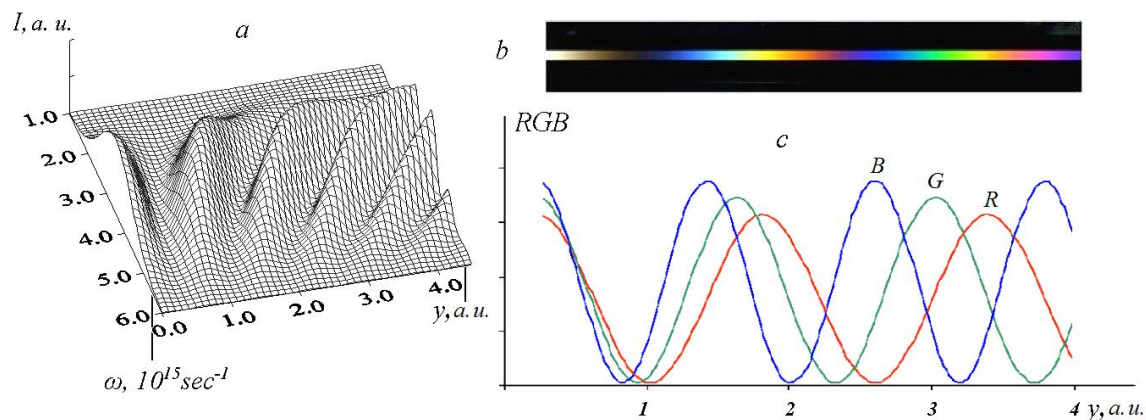 I, a. u.
a
1.0
2.0
3.0
4.0
5.0
6.0
0.0
1.0
2.0
3.0
4.0
y, a. u.
ω, 10¹⁵sec⁻¹
b
RGB
c
B
G
R
1
2
3
4
y, a. u.